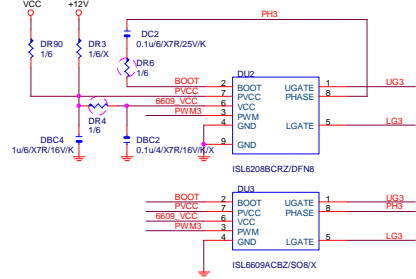 VCC +12V PH3
DC2
0.1u/6/X7R/25V/K
DR90 DR3
1/6 1/6/X
DR6
1/6
DU2
BOOT 2 BOOT UGATE 1 UG3
PVCC 7 PVCC PHASE 8
6609_VCC 6 VCC
PWM3 3 PWM
4 GND LGATE 5 LG3
9 GND
DR4
1/6
DBC4 DBC2
1u/6/X7R/16V/K 0.1u/4/X7R/16V/K/X
ISL6208BCRZ/DFN8
DU3
BOOT 2 BOOT UGATE 1 UG3
PVCC 7 PVCC PHASE 8 PH3
6609_VCC 6 VCC
PWM3 3 PWM
4 GND LGATE 5 LG3
ISL6609ACBZ/SO8/X